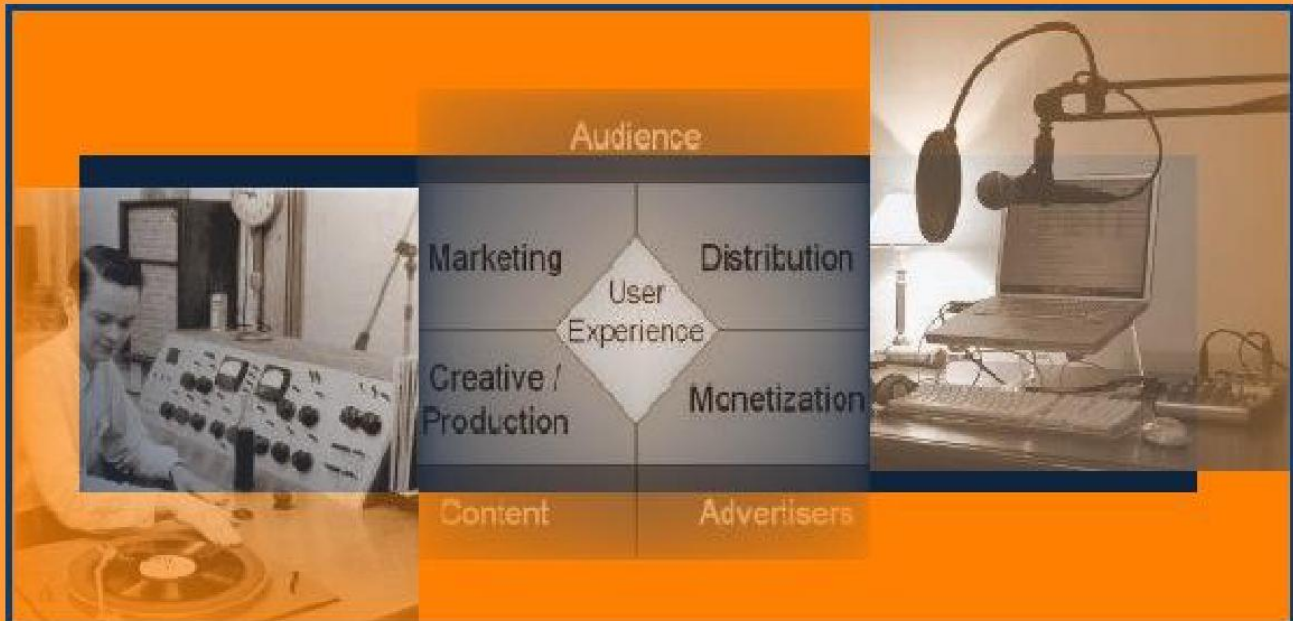 Audience
Marketing
Distribution
User
Experience
Creative /
Production
Monetization
Content
Advertisers